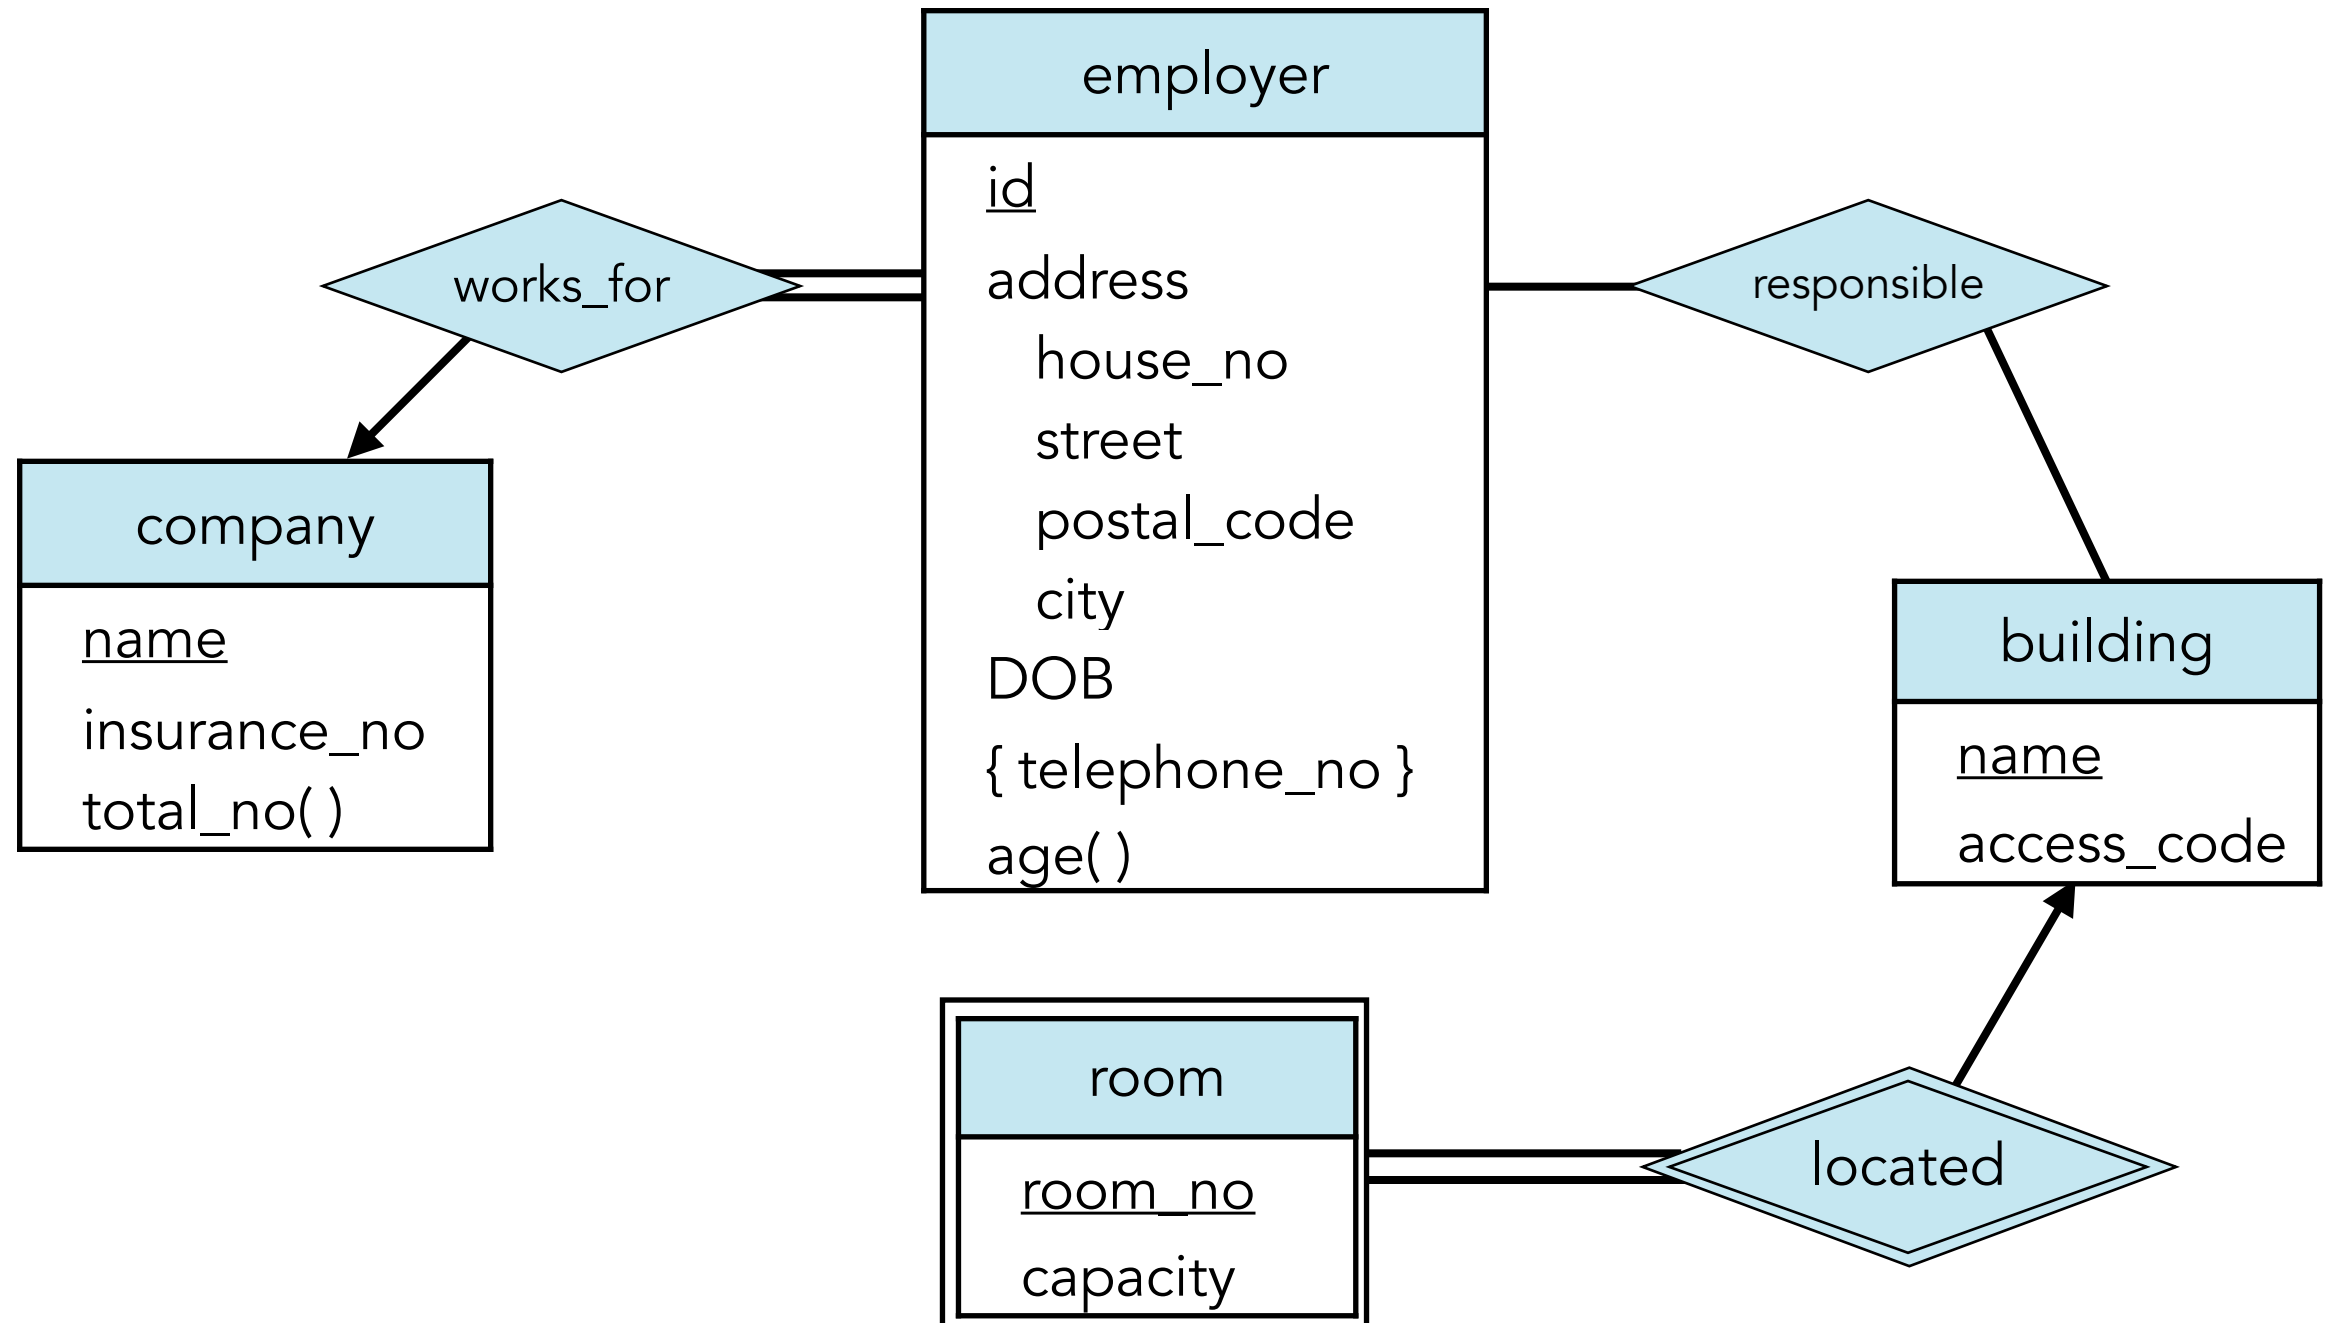 employer
id
address
house_no
street
postal_code
city
DOB
{ telephone_no }
age( )
works_for
responsible
company
name
insurance_no
total_no( )
building
name
access_code
room
room_no
capacity
located